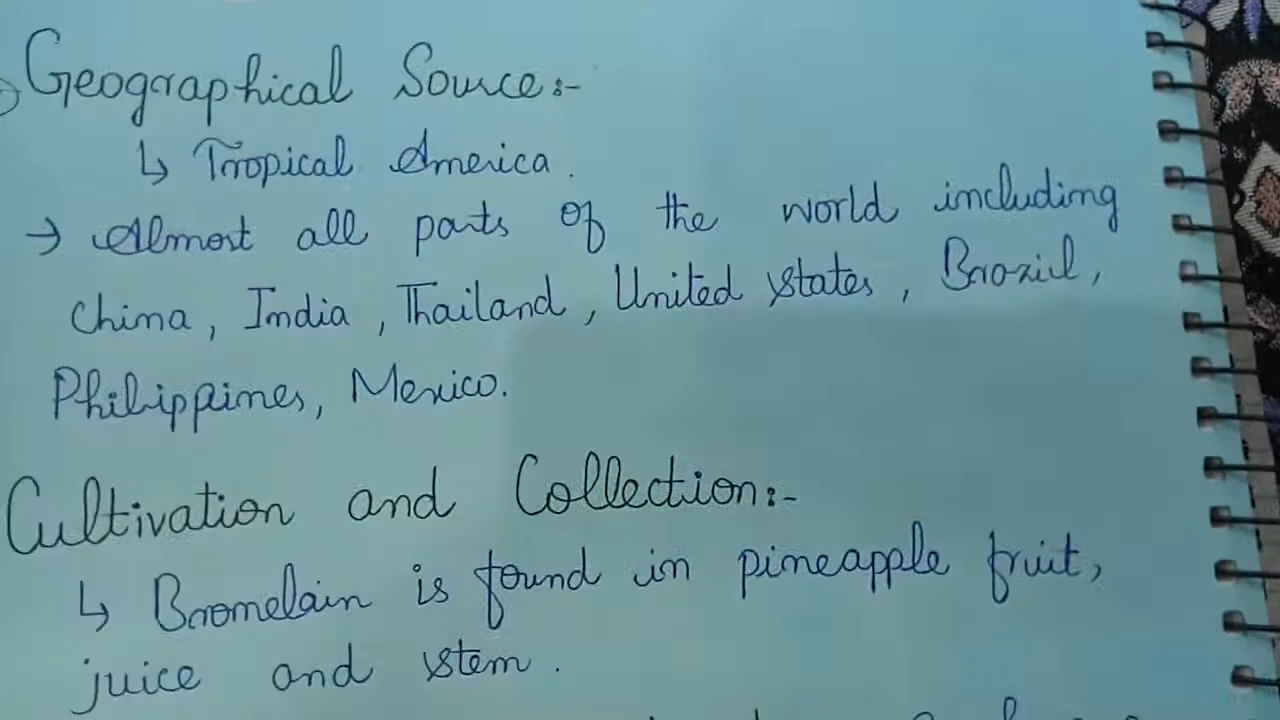 Geographical Source:-
↳ Tropical America.
→ Almost all parts of the world including
China, India, Thailand, United States, Brazil,
Philippines, Mexico.
Cultivation and Collection:-
↳ Bromelain is found in pineapple fruit,
juice and stem.